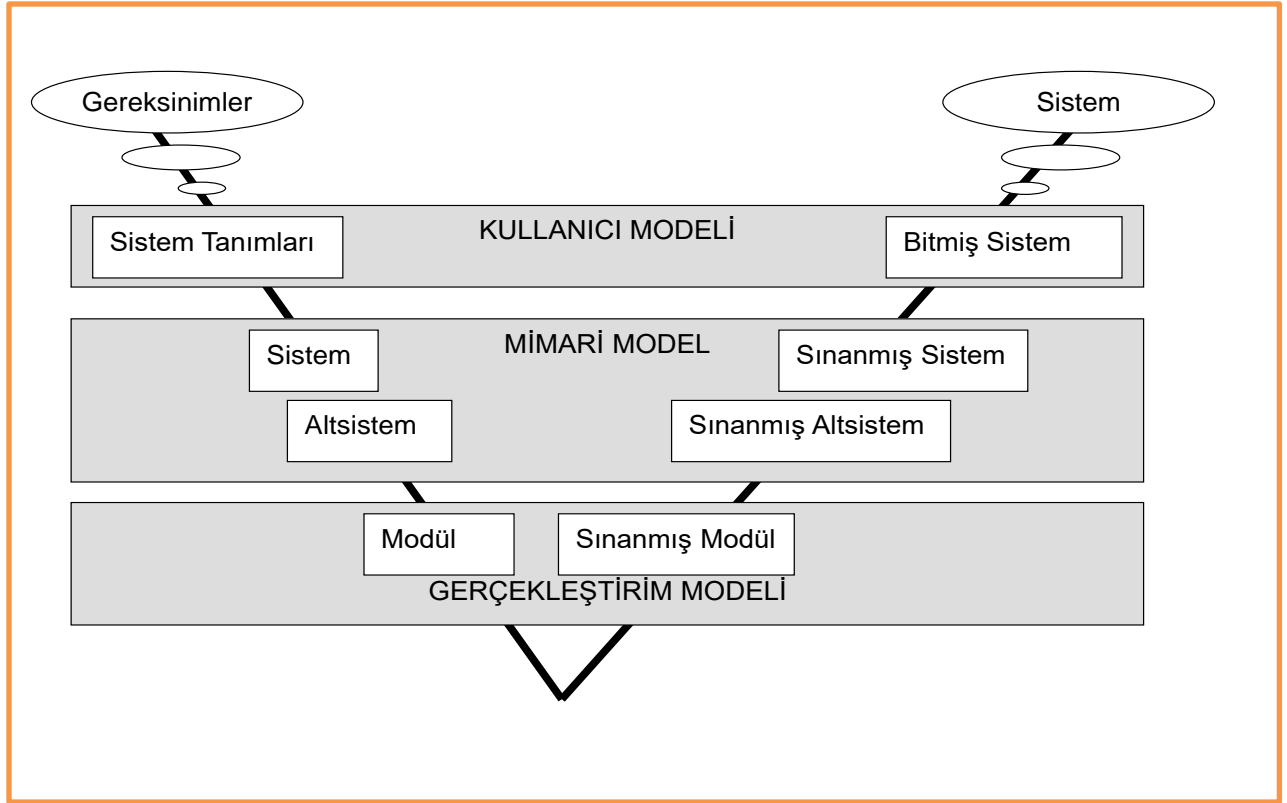 Gereksinimler
Sistem
KULLANICI MODELİ
Sistem Tanımları
Bitmiş Sistem
MİMARİ MODEL
Sistem
Sınanmış Sistem
Altsistem
Sınanmış Altsistem
Modül
Sınanmış Modül
GERÇEKLEŞTİRİM MODELİ